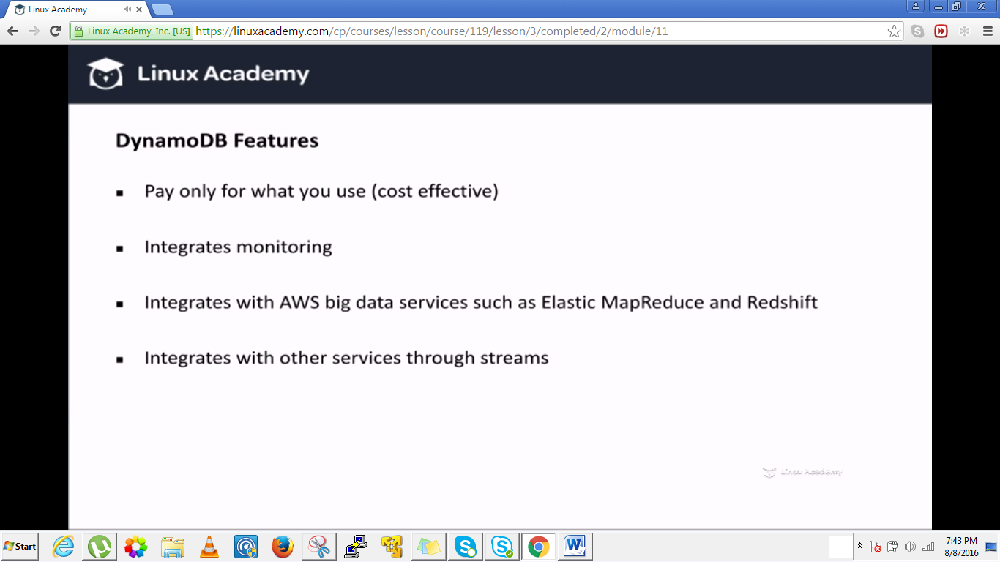 Linux Academy
Linux Academy, Inc. [US] https://linuxacademy.com/cp/courses/lesson/course/119/lesson/3/completed/2/module/11
Linux Academy
DynamoDB Features
▪ Pay only for what you use (cost effective)
▪ Integrates monitoring
▪ Integrates with AWS big data services such as Elastic MapReduce and Redshift
▪ Integrates with other services through streams
Linux Academy
Start
7:43 PM
8/8/2016